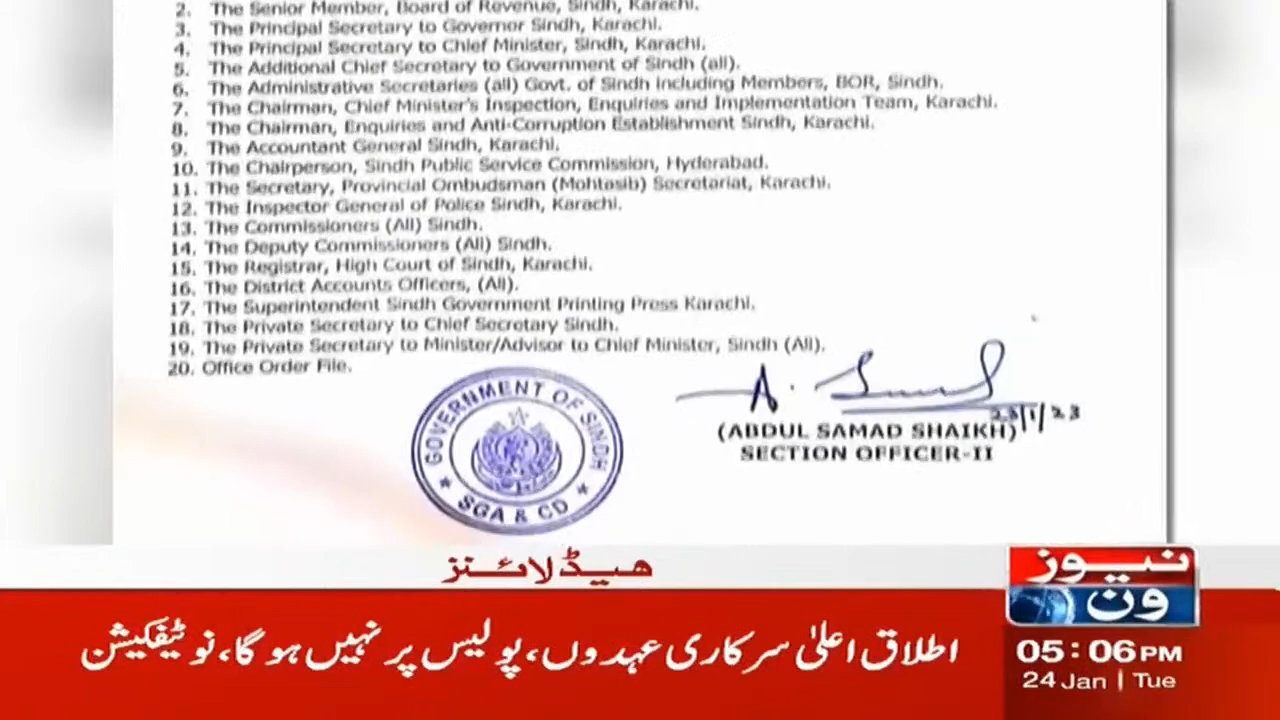 2. The Senior Member, Board of Revenue, Sindh, Karachi.
3. The Principal Secretary to Governor Sindh, Karachi.
4. The Principal Secretary to Chief Minister, Sindh, Karachi.
5. The Additional Chief Secretary to Government of Sindh (all).
6. The Administrative Secretaries (all) Govt. of Sindh including Members, BOR, Sindh.
7. The Chairman, Chief Minister's Inspection, Enquiries and Implementation Team, Karachi.
8. The Chairman, Enquiries and Anti-Corruption Establishment Sindh, Karachi.
9. The Accountant General Sindh, Karachi.
10. The Chairperson, Sindh Public Service Commission, Hyderabad.
11. The Secretary, Provincial Ombudsman (Mohtasib) Secretariat, Karachi.
12. The Inspector General of Police Sindh, Karachi.
13. The Commissioners (All) Sindh.
14. The Deputy Commissioners (All) Sindh.
15. The Registrar, High Court of Sindh, Karachi.
16. The District Accounts Officers, (All).
17. The Superintendent Sindh Government Printing Press Karachi.
18. The Private Secretary to Chief Secretary Sindh.
19. The Private Secretary to Minister/Advisor to Chief Minister, Sindh (All).
20. Office Order File.
GOVERNMENT OF SINDH
SGA & CD
23/1/23
(ABDUL SAMAD SHAIKH)
SECTION OFFICER-II
ہیڈلائنز
نیوز
ون
اطلاق اعلیٰ سرکاری عہدوں، پولیس پر نہیں ہوگا، نوٹیفکیشن
05:06 PM
24 Jan | Tue